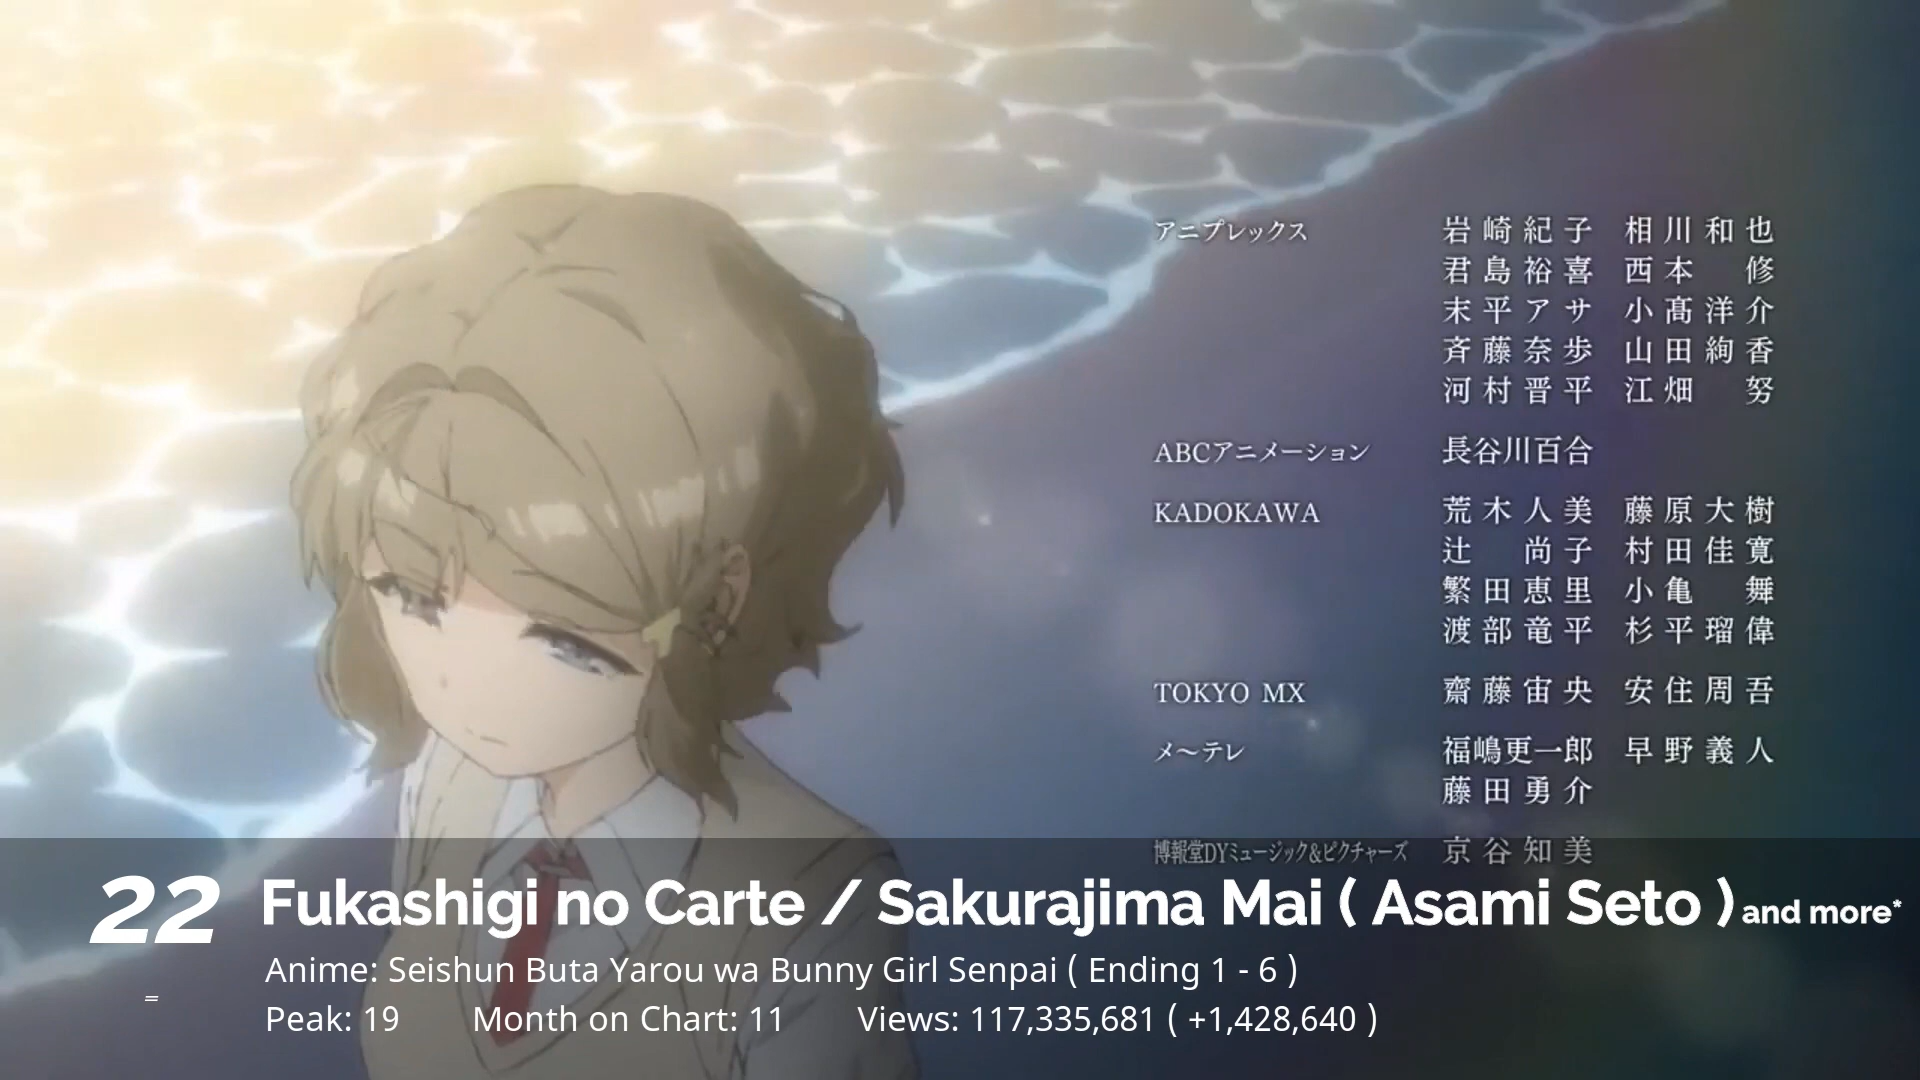 アニプレックス 岩崎紀子 相川和也
君島裕喜 西本 修
末平アサ 小髙洋介
斉藤奈歩 山田絢香
河村晋平 江畑 努
ABCアニメーション 長谷川百合
KADOKAWA 荒木人美 藤原大樹
辻 尚子 村田佳寛
繁田恵里 小亀 舞
渡部竜平 杉平瑠偉
TOKYO MX 齋藤宙央 安住周吾
メ〜テレ 福嶋更一郎 早野義人
藤田勇介
博報堂DYミュージック&ピクチャーズ 京谷知美
22 Fukashigi no Carte / Sakurajima Mai ( Asami Seto ) and more*
Anime: Seishun Buta Yarou wa Bunny Girl Senpai ( Ending 1 - 6 )
= Peak: 19 Month on Chart: 11 Views: 117,335,681 ( +1,428,640 )